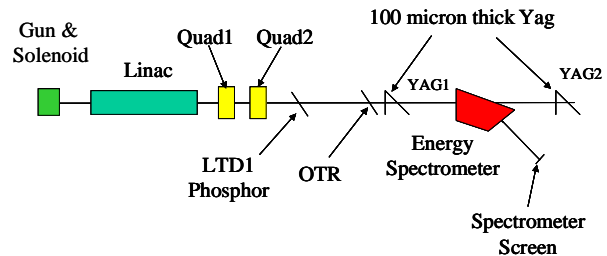 Gun &
Solenoid
Linac
Quad1
Quad2
100 micron thick Yag
YAG1
YAG2
LTD1
Phosphor
OTR
Energy
Spectrometer
Spectrometer
Screen